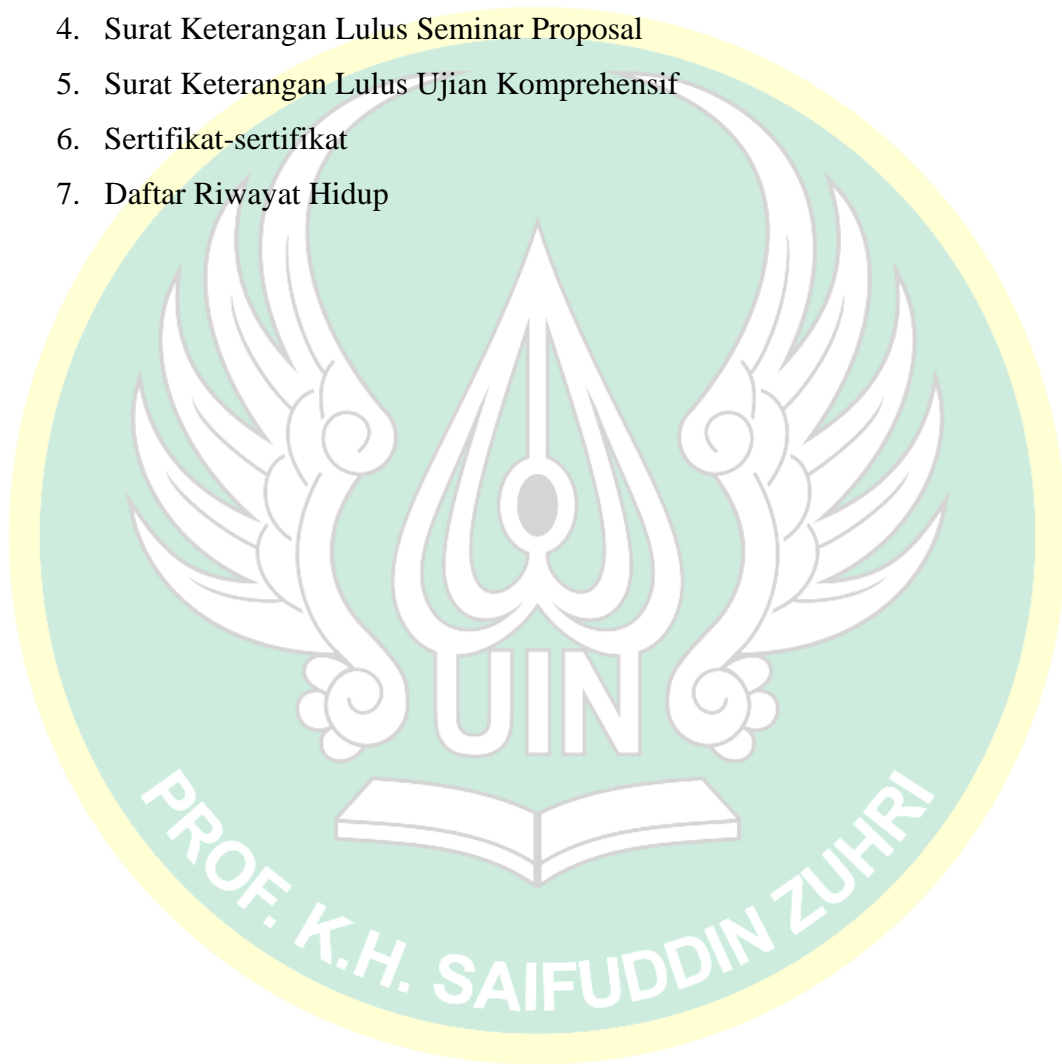 4. Surat Keterangan Lulus Seminar Proposal
5. Surat Keterangan Lulus Ujian Komprehensif
6. Sertifikat-sertifikat
7. Daftar Riwayat Hidup
UIN
PROF. K.H. SAIFUDDIN ZUHRI